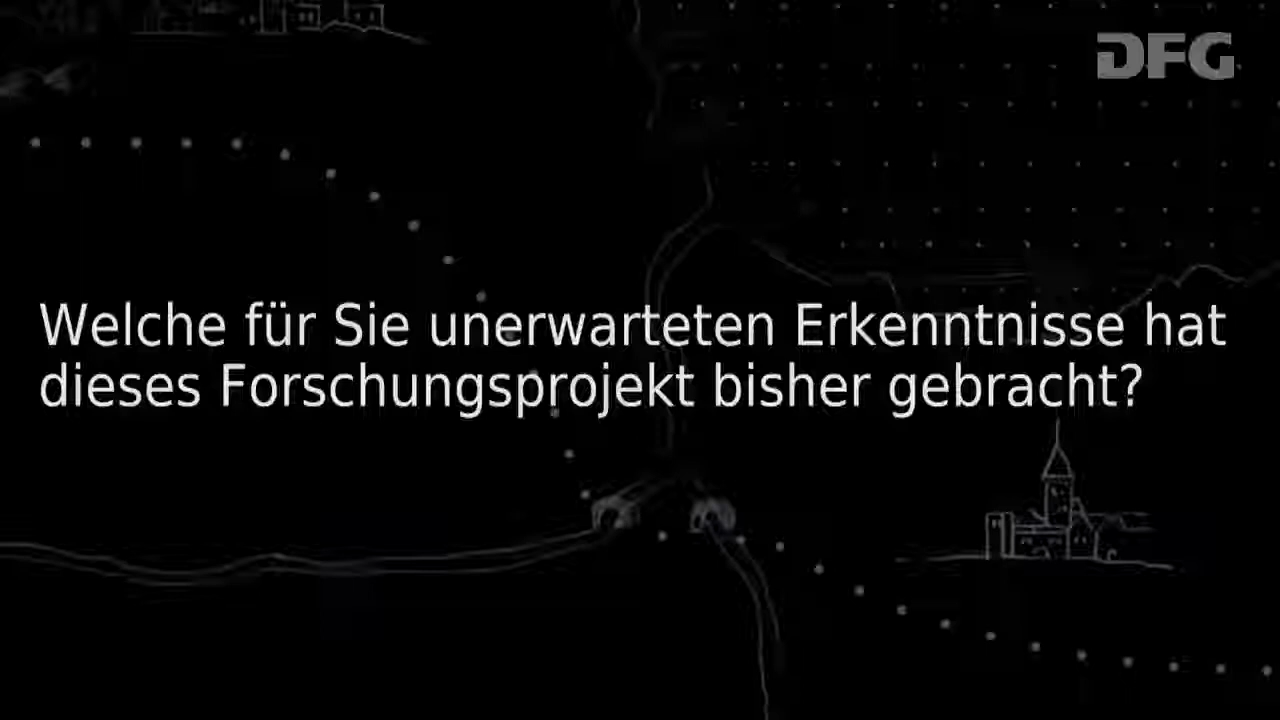 DFG
Welche für Sie unerwarteten Erkenntnisse hat
dieses Forschungsprojekt bisher gebracht?